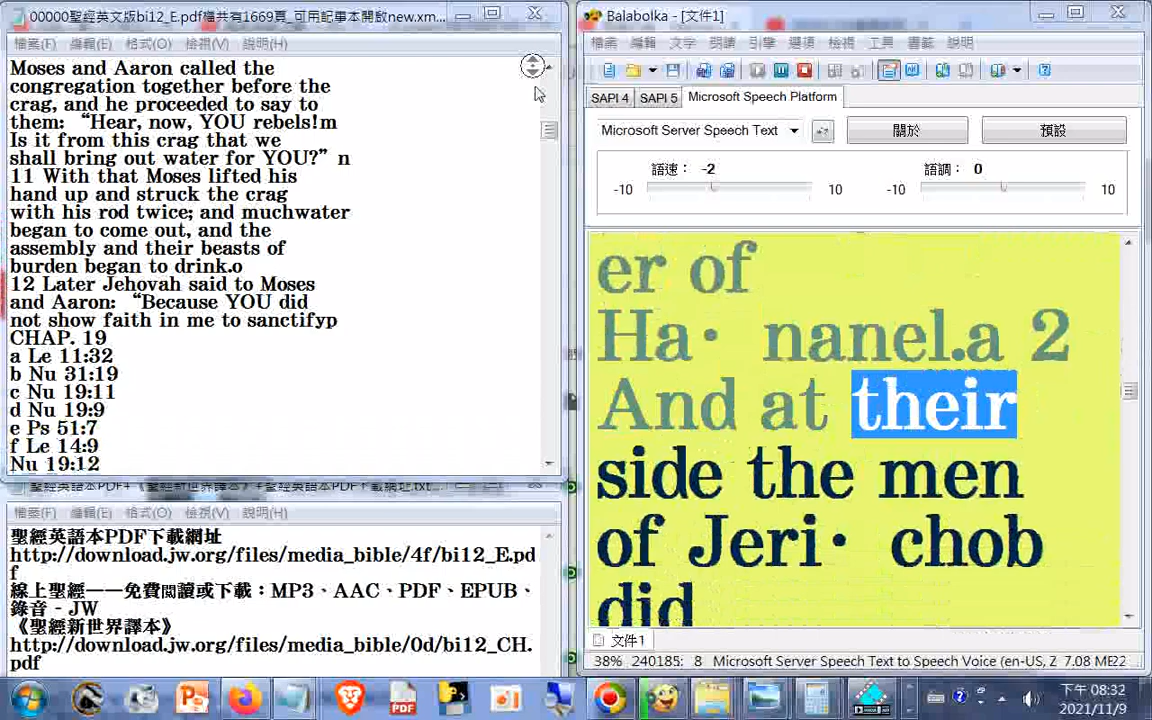 00000聖經英文版bi12_E.pdf檔共有1669頁_可用記事本開啟new.xm...
檔案(F) 編輯(E) 格式(O) 檢視(V) 說明(H)
Moses and Aaron called the
congregation together before the
crag, and he proceeded to say to
them: “Hear, now, YOU rebels!m
Is it from this crag that we
shall bring out water for YOU?” n
11 With that Moses lifted his
hand up and struck the crag
with his rod twice; and muchwater
began to come out, and the
assembly and their beasts of
burden began to drink.o
12 Later Jehovah said to Moses
and Aaron: “Because YOU did
not show faith in me to sanctifyp
CHAP. 19
a Le 11:32
b Nu 31:19
c Nu 19:11
d Nu 19:9
e Ps 51:7
f Le 14:9
Nu 19:12
檔案(F) 編輯(E) 格式(O) 檢視(V) 說明(H)
聖經英語本PDF下載網址
http://download.jw.org/files/media_bible/4f/bi12_E.pd
f
線上聖經——免費閱讀或下載：MP3、AAC、PDF、EPUB、
錄音 - JW
《聖經新世界譯本》
http://download.jw.org/files/media_bible/0d/bi12_CH.
pdf
Balabolka - [文件1]
檔案 編輯 文字 朗讀 引擎 選項 檢視 工具 書籤 說明
SAPI 4 SAPI 5 Microsoft Speech Platform
Microsoft Server Speech Text 關於 預設
語速： -2 語調： 0
-10 10 -10 10
er of
Ha· nanel.a 2
And at their
side the men
of Jeri· chob
did
文件1
38% 240185: 8 Microsoft Server Speech Text to Speech Voice (en-US, Z 7.08 ME22
下午 08:32
2021/11/9